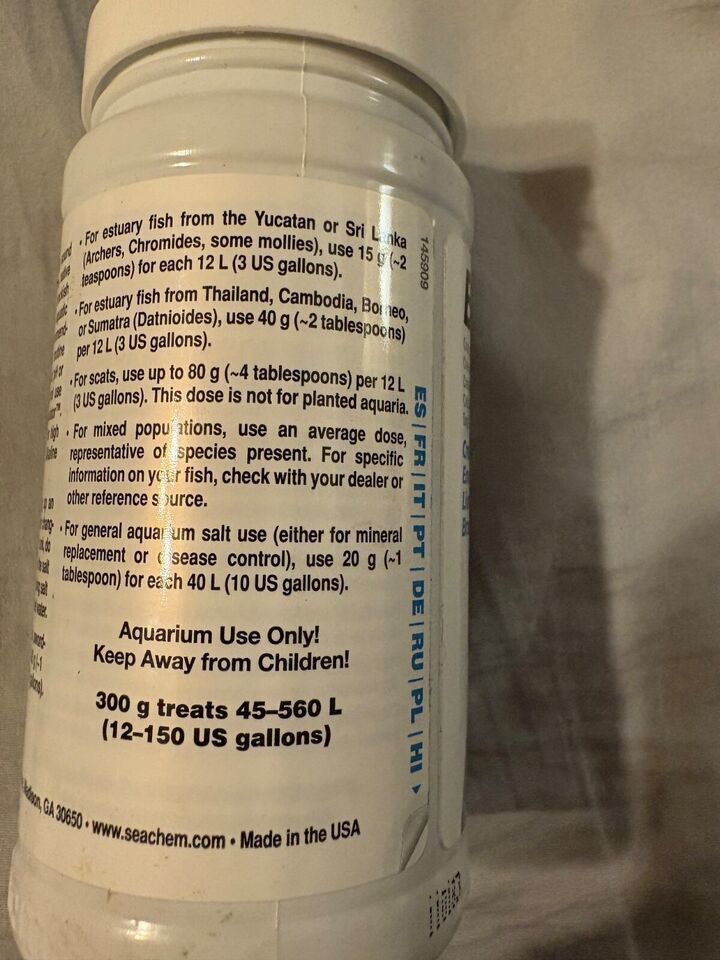 • For estuary fish from the Yucatan or Sri Lanka
(Archers, Chromides, some mollies), use 15 g (~2
teaspoons) for each 12 L (3 US gallons).
• For estuary fish from Thailand, Cambodia, Borneo,
or Sumatra (Datnioides), use 40 g (~2 tablespoons)
per 12 L (3 US gallons).
• For scats, use up to 80 g (~4 tablespoons) per 12 L
(3 US gallons). This dose is not for planted aquaria.
• For mixed populations, use an average dose,
representative of species present. For specific
information on your fish, check with your dealer or
other reference source.
• For general aquarium salt use (either for mineral
replacement or disease control), use 20 g (~1
tablespoon) for each 40 L (10 US gallons).
Aquarium Use Only!
Keep Away from Children!
300 g treats 45–560 L
(12–150 US gallons)
GA 30650 • www.seachem.com • Made in the USA
145909
ES | FR | IT | PT | DE | RU | PL | HI